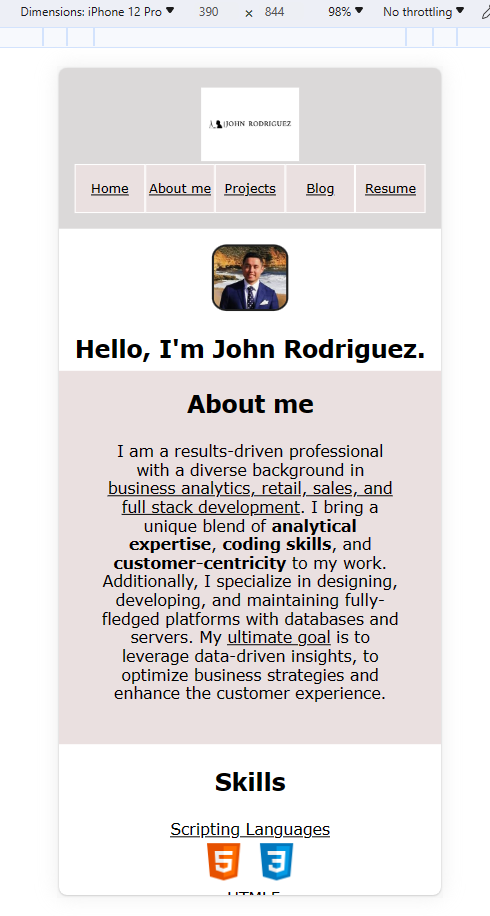 Dimensions: iPhone 12 Pro 390 × 844 98% No throttling
JOHN RODRIGUEZ
Home About me Projects Blog Resume
Hello, I'm John Rodriguez.
About me
I am a results-driven professional
with a diverse background in
business analytics, retail, sales, and
full stack development. I bring a
unique blend of analytical
expertise, coding skills, and
customer-centricity to my work.
Additionally, I specialize in designing,
developing, and maintaining fully-
fledged platforms with databases and
servers. My ultimate goal is to
leverage data-driven insights, to
optimize business strategies and
enhance the customer experience.
Skills
Scripting Languages
5 3
HTML5